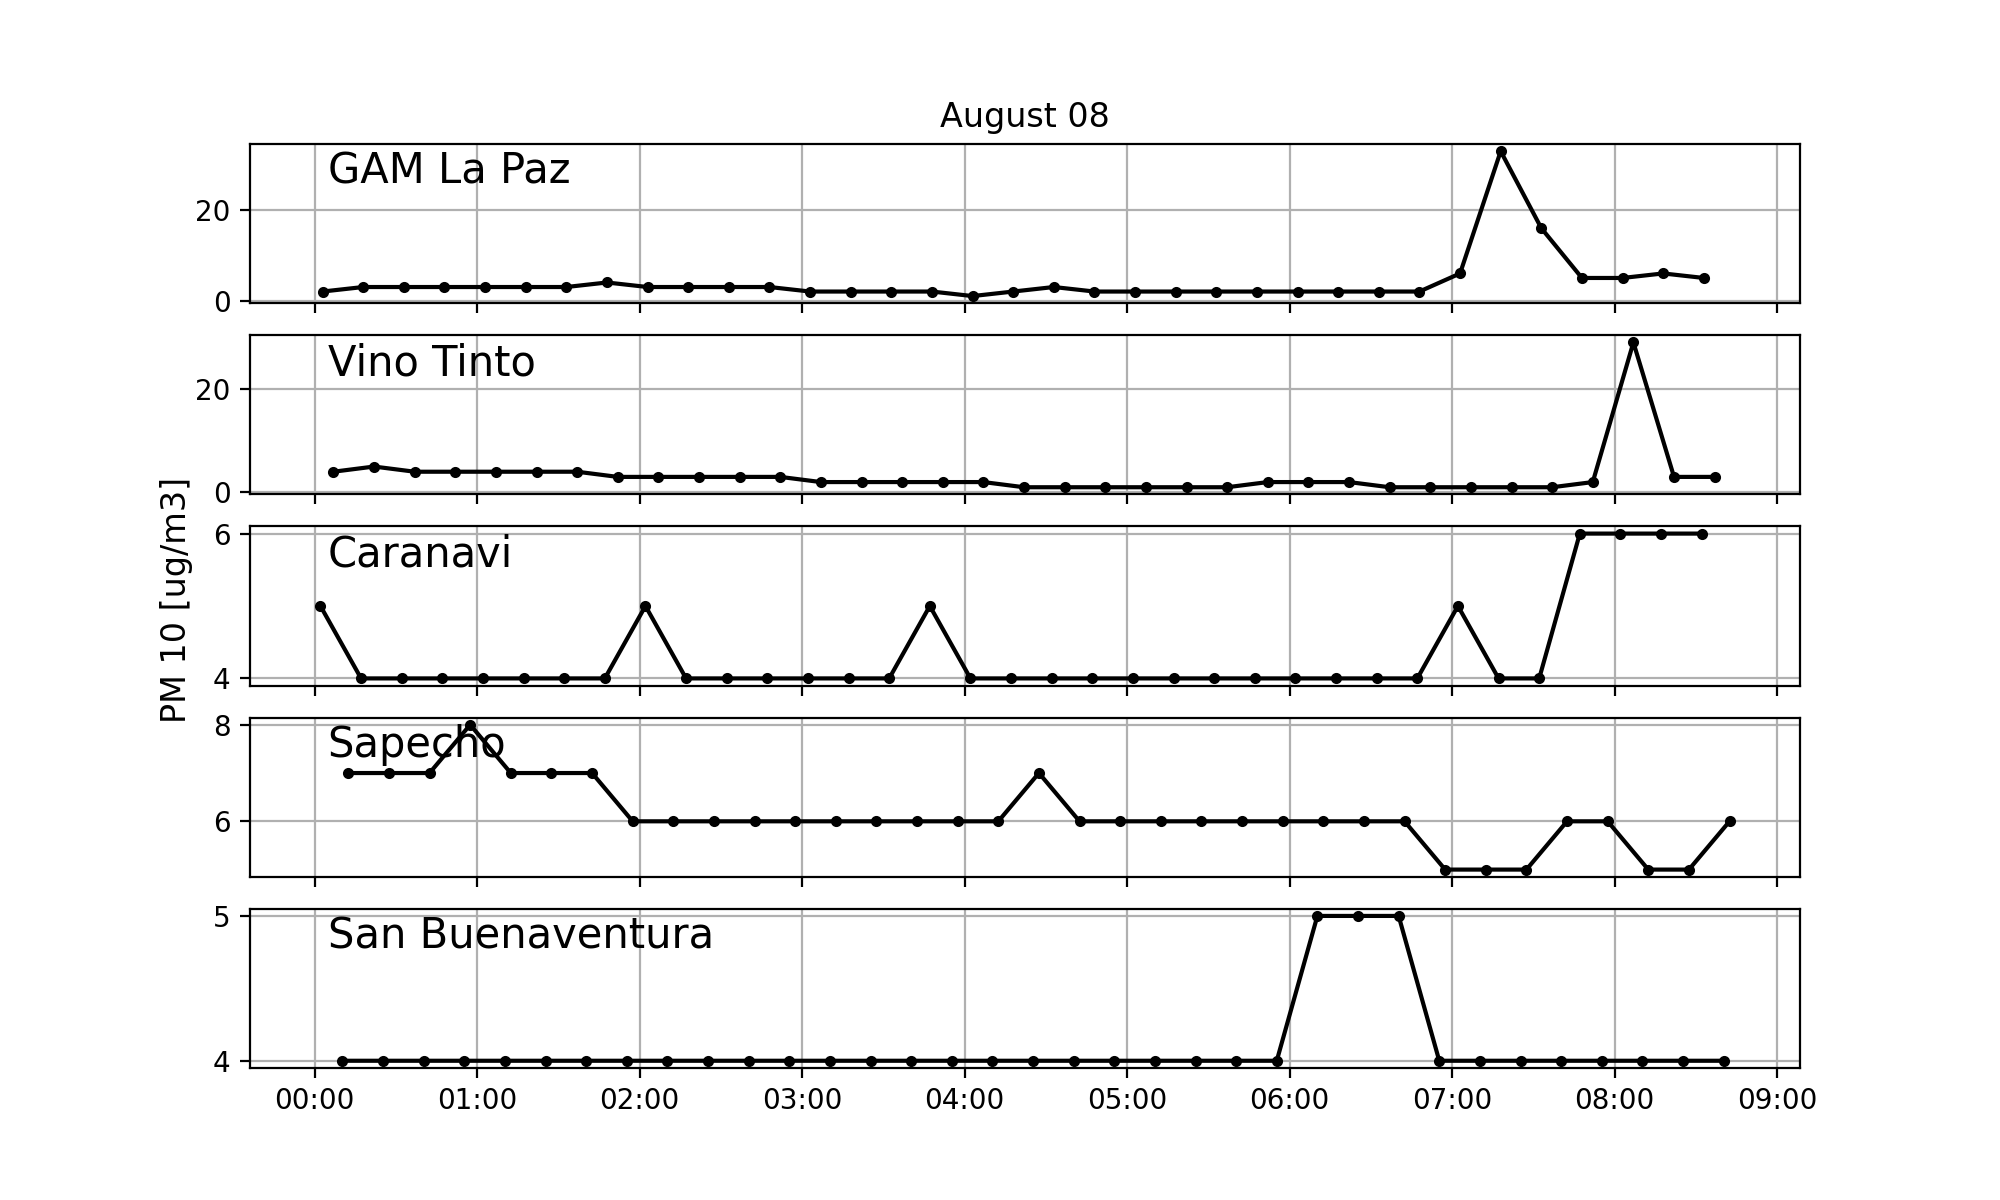 August 08
GAM La Paz
20
0
Vino Tinto
20
0
PM 10 [ug/m3]
6
Caranavi
4
8
Sapecho
6
5
San Buenaventura
4
00:00 01:00 02:00 03:00 04:00 05:00 06:00 07:00 08:00 09:00